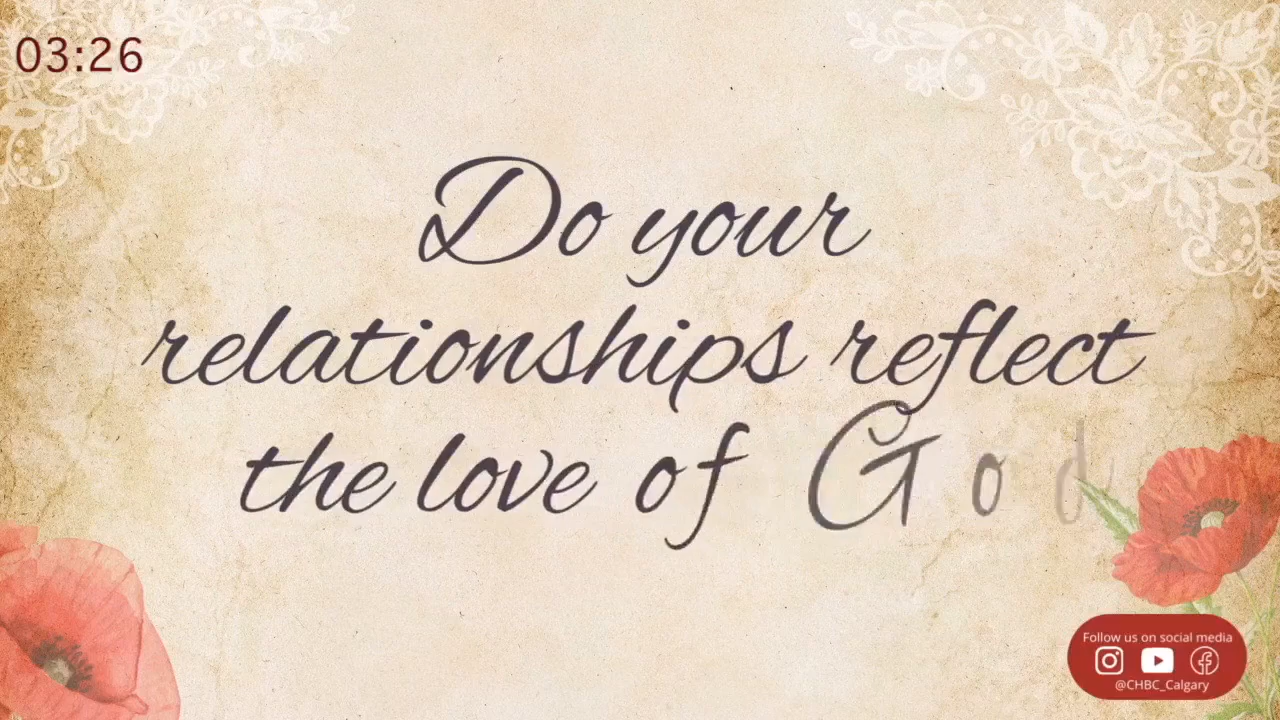 03:26
Do your
relationships reflect
the love of God
Follow us on social media
@CHBC_Calgary